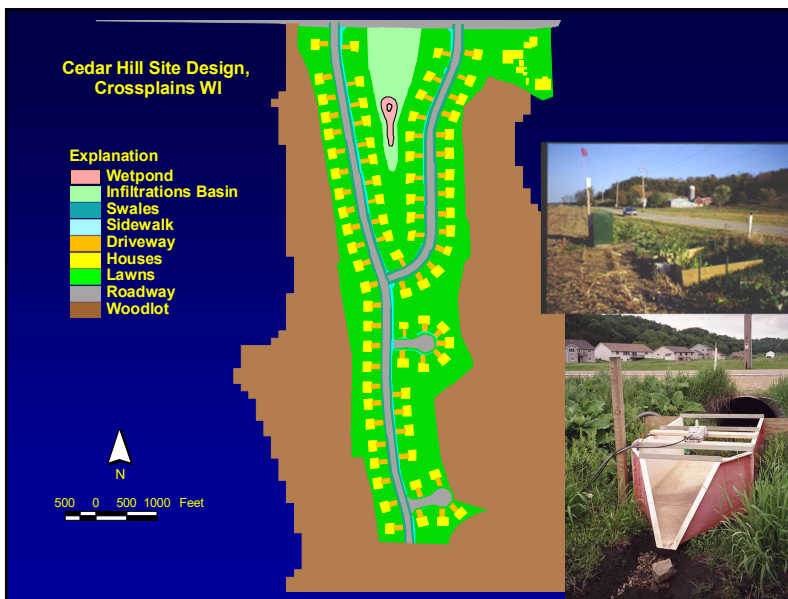 Cedar Hill Site Design,
Crossplains WI
Explanation
Wetpond
Infiltrations Basin
Swales
Sidewalk
Driveway
Houses
Lawns
Roadway
Woodlot
N
500 0 500 1000 Feet